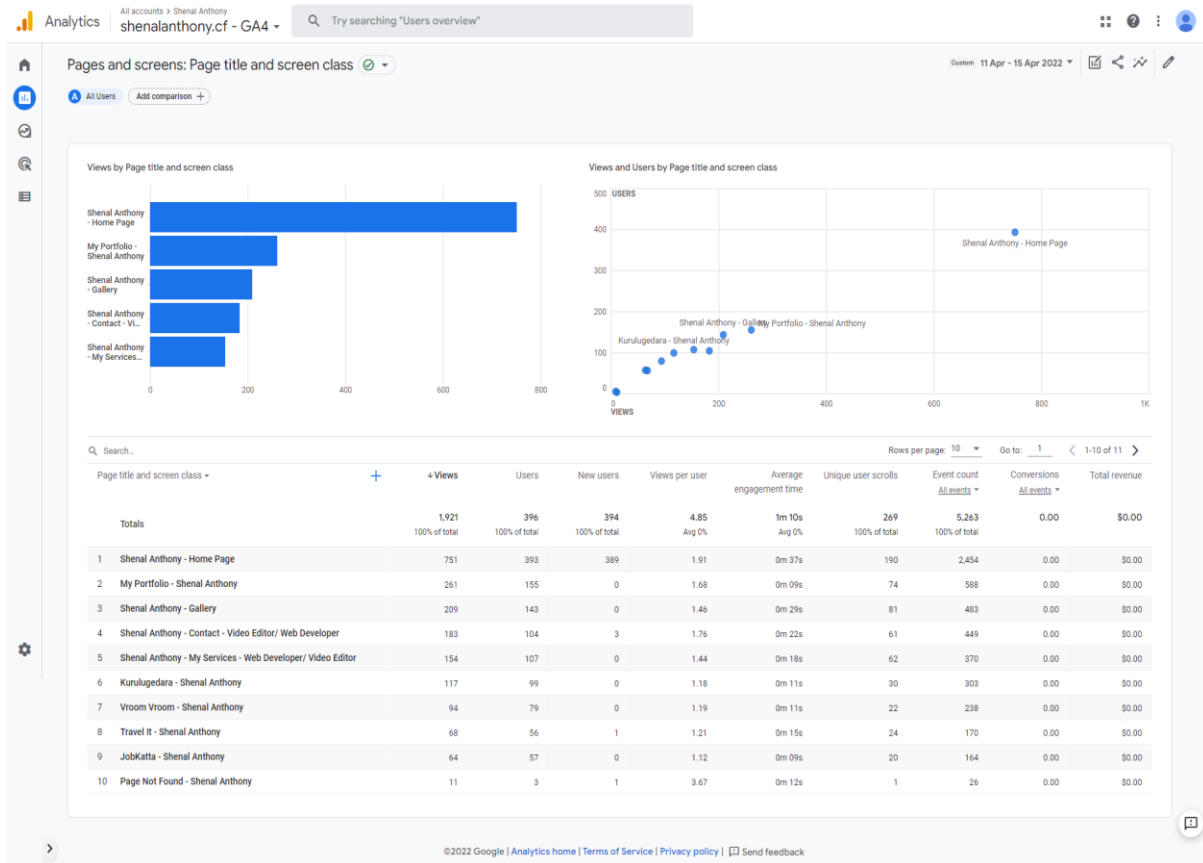 All accounts > Shenal Anthony
Analytics
shenalanthony.cf - GA4
Try searching "Users overview"
Pages and screens: Page title and screen class
Custom 11 Apr - 15 Apr 2022
A All Users Add comparison +
Views by Page title and screen class
Shenal Anthony
- Home Page
My Portfolio -
Shenal Anthony
Shenal Anthony
- Gallery
Shenal Anthony
- Contact - Vi...
Shenal Anthony
- My Services...
0 200 400 600 800
Views and Users by Page title and screen class
500 USERS
400
Shenal Anthony - Home Page
300
200
Shenal Anthony - Gallery My Portfolio - Shenal Anthony
Kurulugedara - Shenal Anthony
100
0
0 200 400 600 800 1K
VIEWS
Search...
Rows per page: 10 Go to: 1 1-10 of 11
Page title and screen class + Views Users New users Views per user Average engagement time Unique user scrolls Event count All events Conversions All events Total revenue
Totals 1,921 396 394 4.85 1m 10s 269 5,263 0.00 $0.00
100% of total 100% of total 100% of total Avg 0% Avg 0% 100% of total 100% of total
1 Shenal Anthony - Home Page 751 393 389 1.91 0m 37s 190 2,454 0.00 $0.00
2 My Portfolio - Shenal Anthony 261 155 0 1.68 0m 09s 74 588 0.00 $0.00
3 Shenal Anthony - Gallery 209 143 0 1.46 0m 29s 81 483 0.00 $0.00
4 Shenal Anthony - Contact - Video Editor/ Web Developer 183 104 3 1.76 0m 22s 61 449 0.00 $0.00
5 Shenal Anthony - My Services - Web Developer/ Video Editor 154 107 0 1.44 0m 18s 62 370 0.00 $0.00
6 Kurulugedara - Shenal Anthony 117 99 0 1.18 0m 11s 30 303 0.00 $0.00
7 Vroom Vroom - Shenal Anthony 94 79 0 1.19 0m 11s 22 238 0.00 $0.00
8 Travel It - Shenal Anthony 68 56 1 1.21 0m 15s 24 170 0.00 $0.00
9 JobKatta - Shenal Anthony 64 57 0 1.12 0m 09s 20 164 0.00 $0.00
10 Page Not Found - Shenal Anthony 11 3 1 3.67 0m 12s 1 26 0.00 $0.00
©2022 Google | Analytics home | Terms of Service | Privacy policy | Send feedback